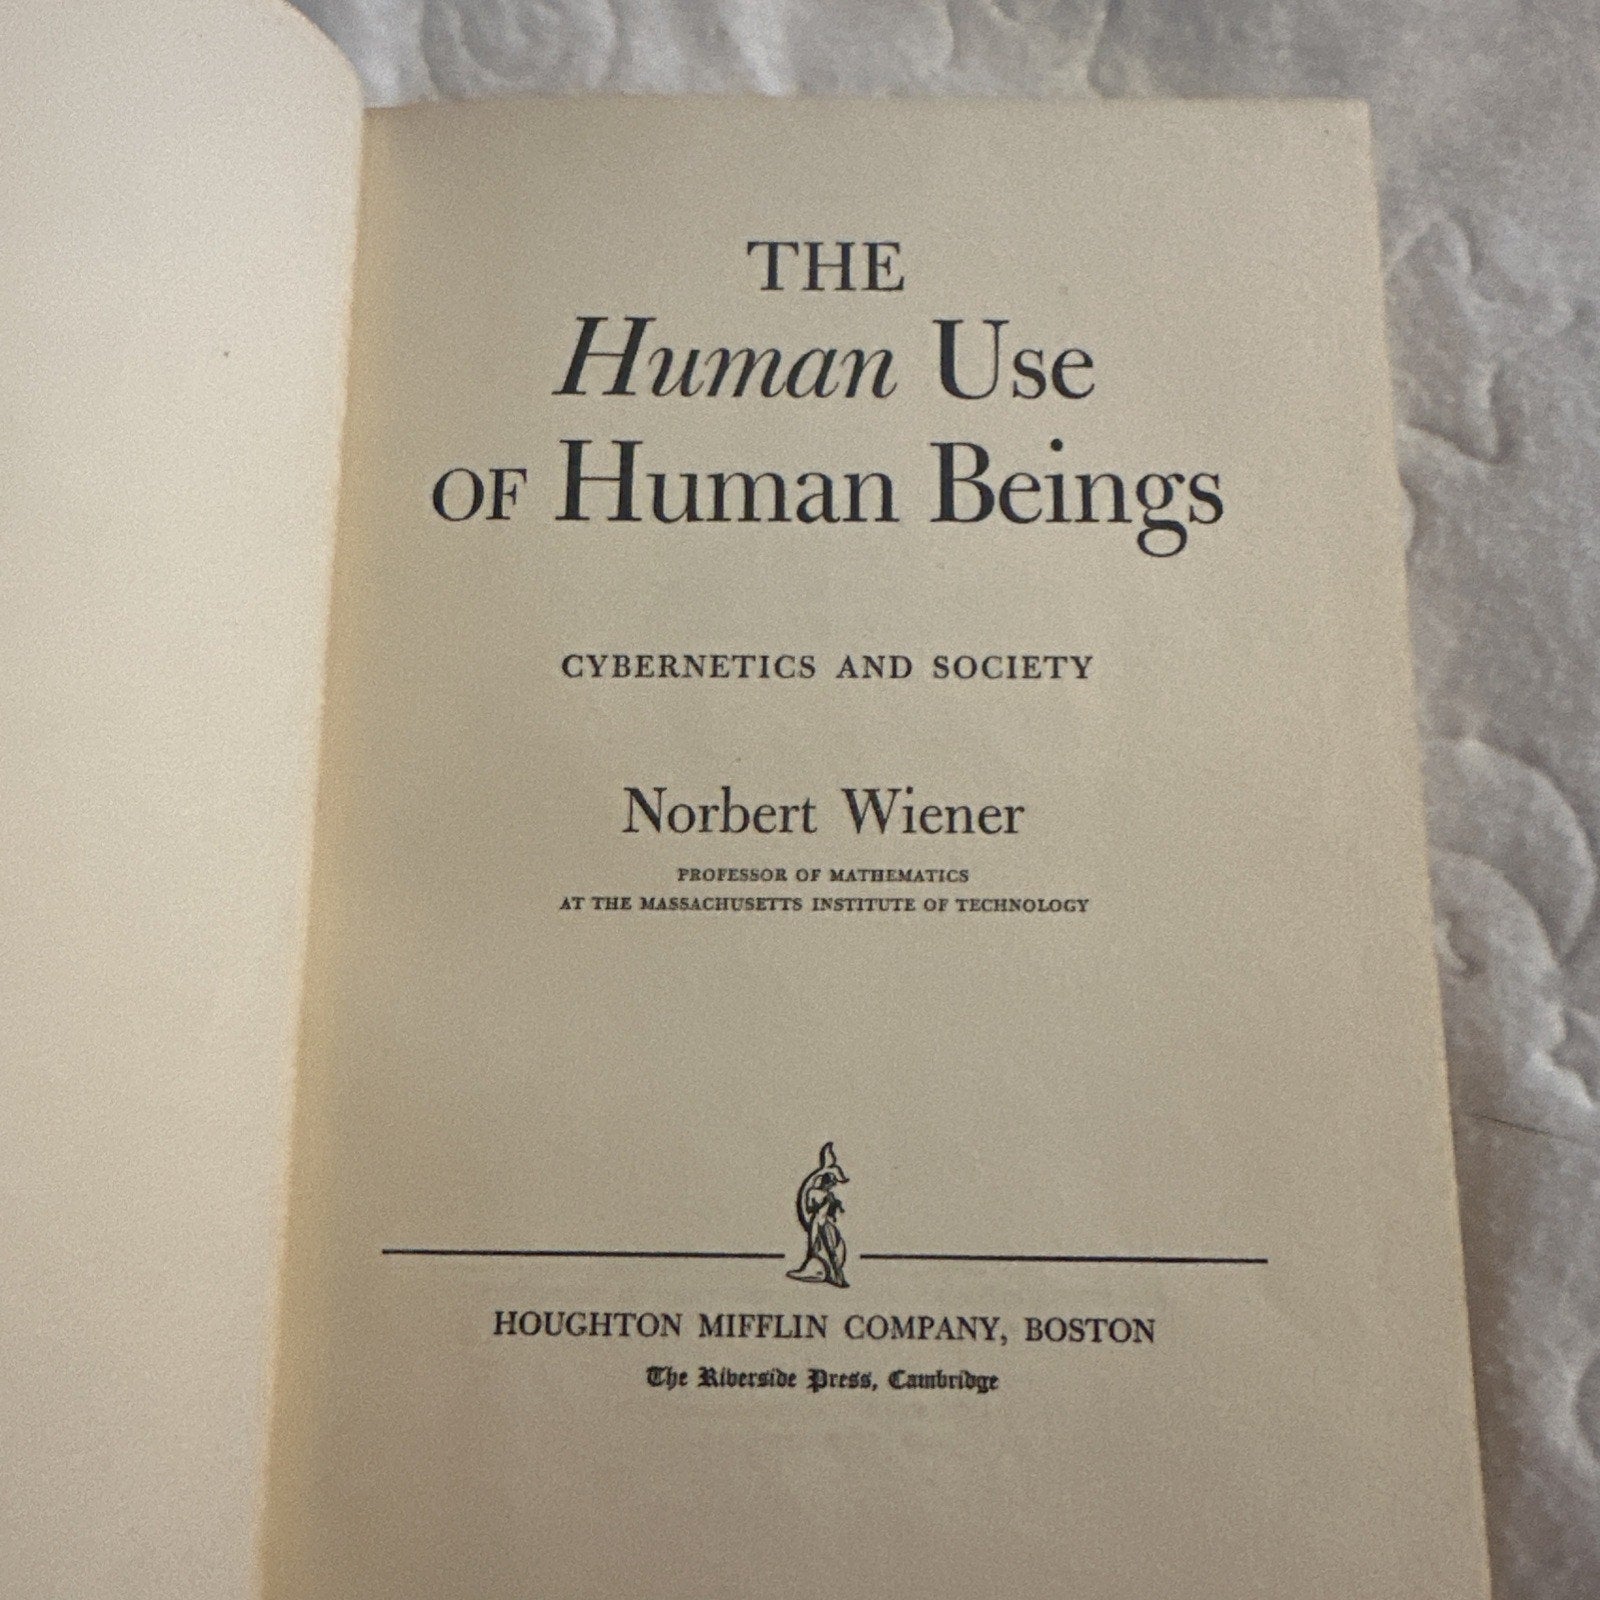 THE
Human Use
OF Human Beings
CYBERNETICS AND SOCIETY
Norbert Wiener
PROFESSOR OF MATHEMATICS
AT THE MASSACHUSETTS INSTITUTE OF TECHNOLOGY
HOUGHTON MIFFLIN COMPANY, BOSTON
The Riverside Press, Cambridge